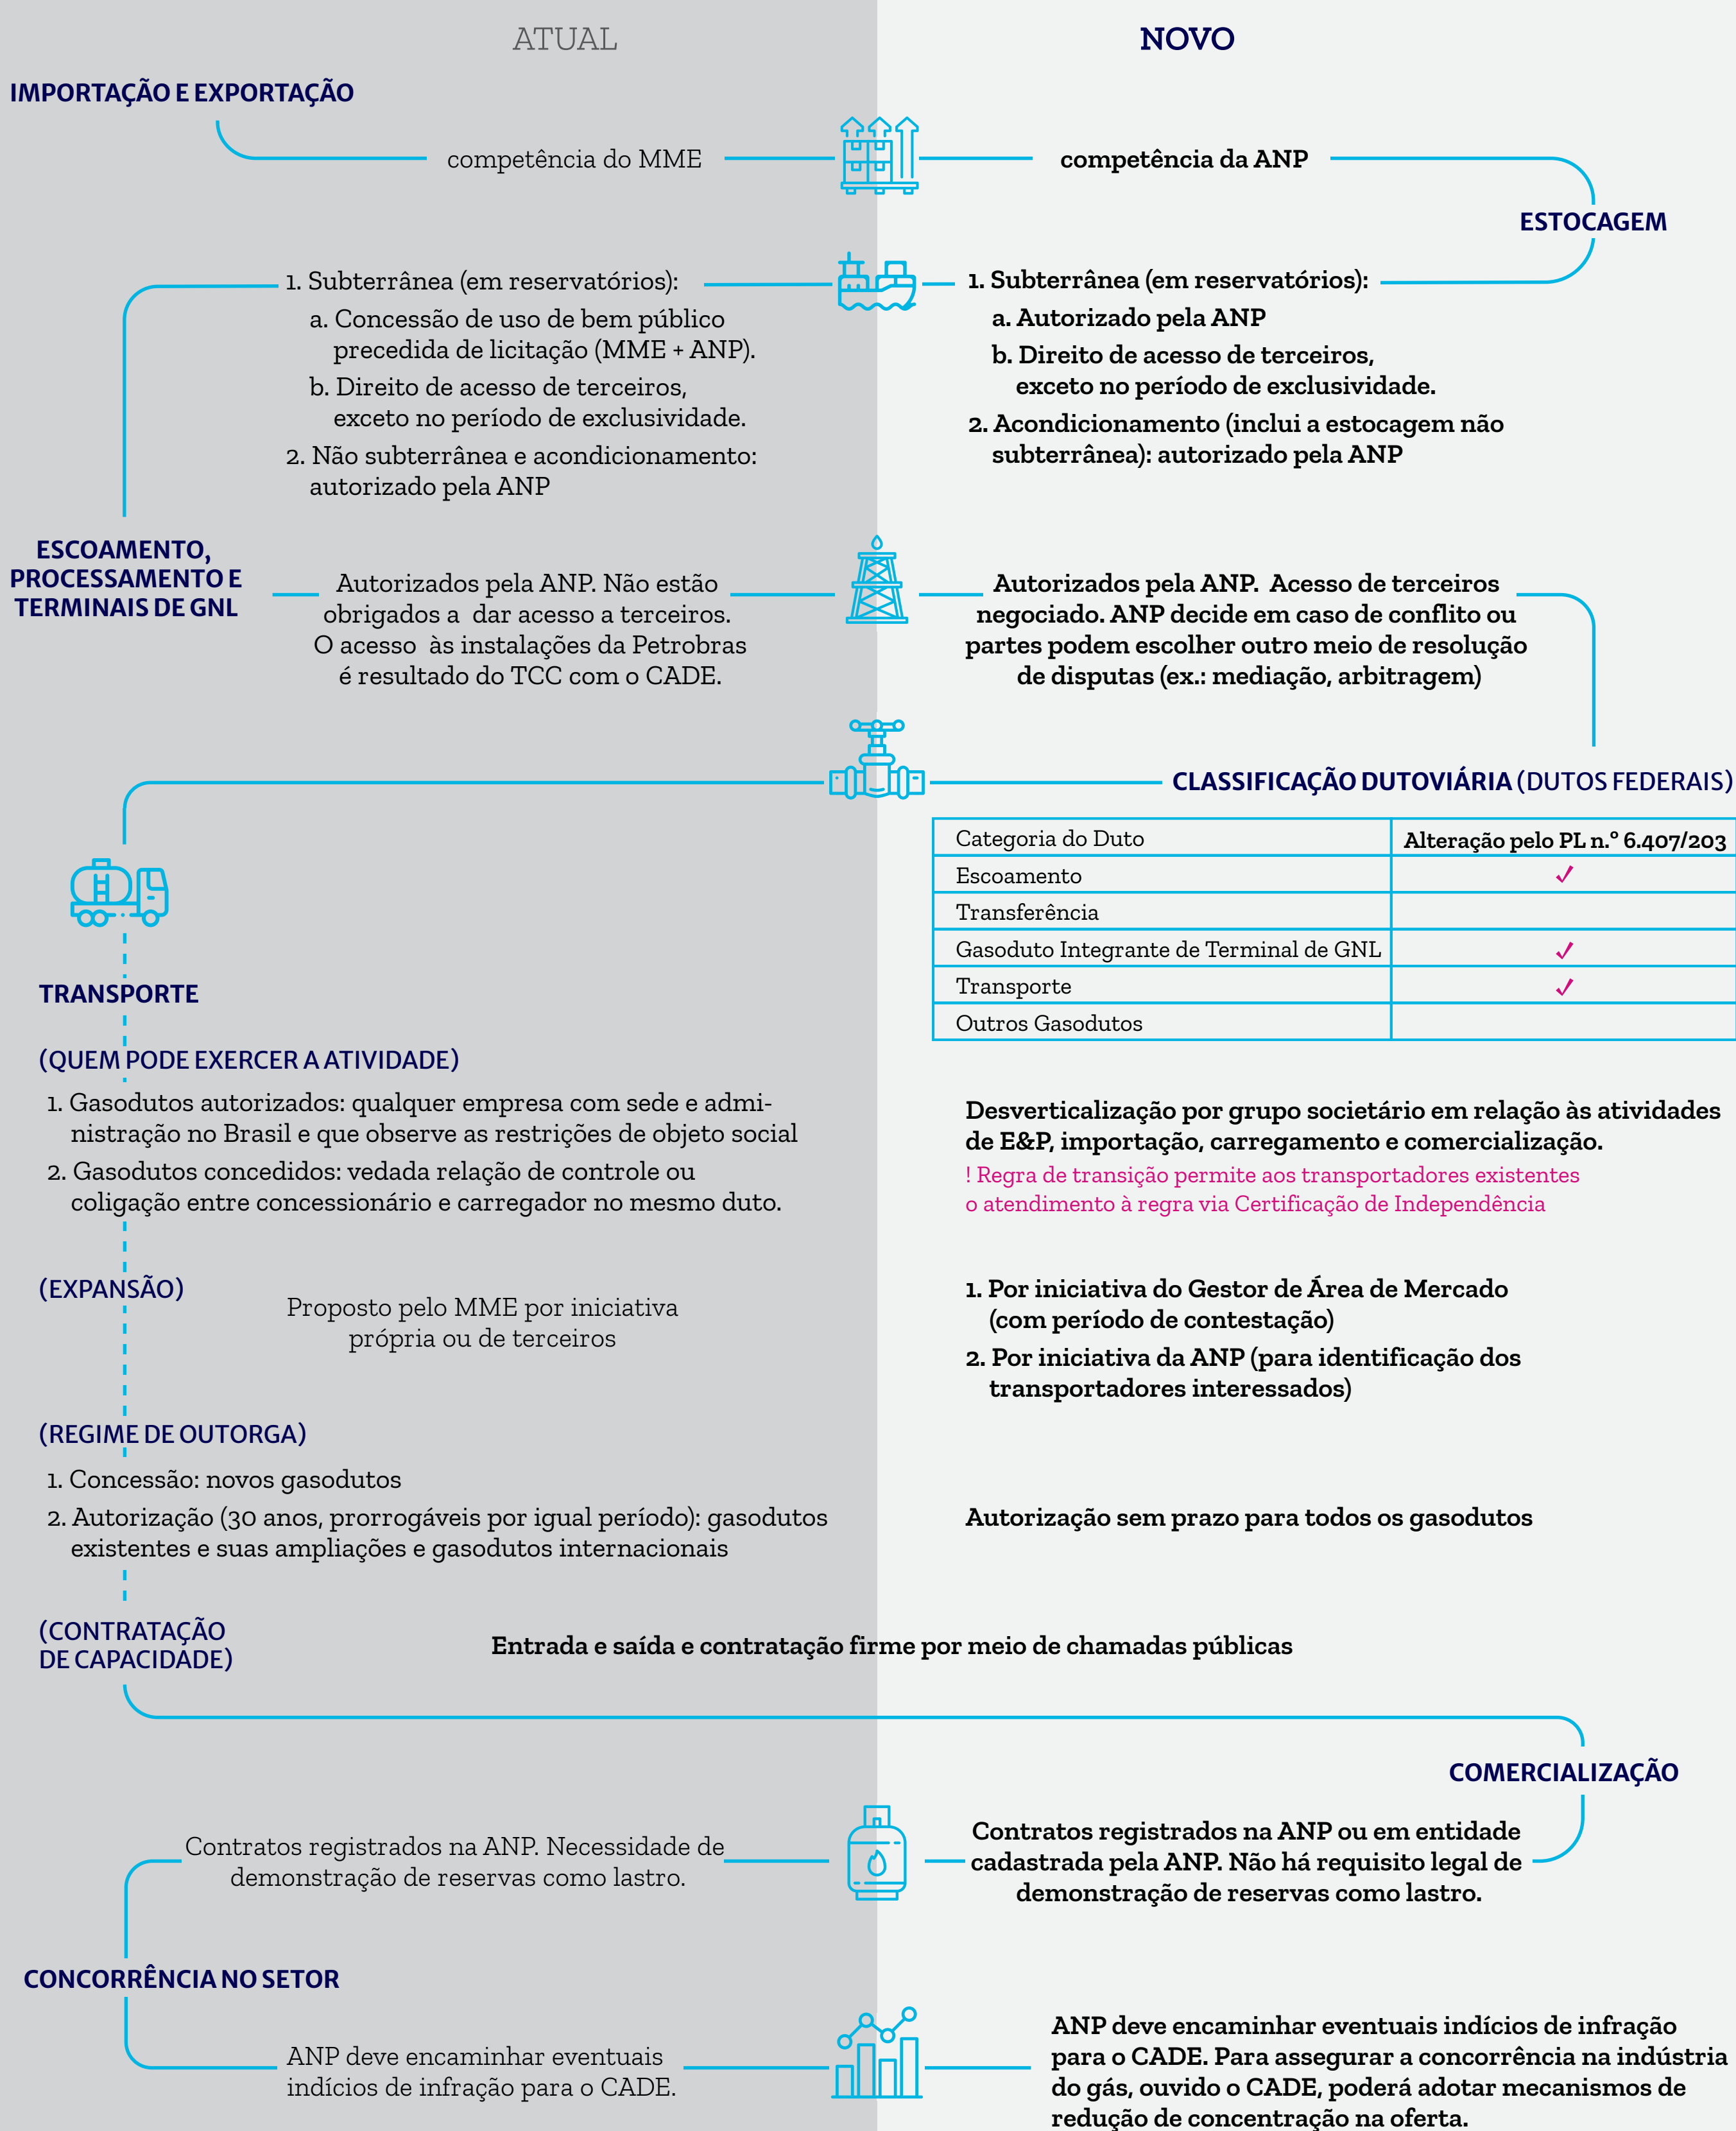 ATUAL
NOVO
IMPORTAÇÃO E EXPORTAÇÃO
competência do MME
competência da ANP
ESTOCAGEM
1. Subterrânea (em reservatórios):
a. Concessão de uso de bem público
precedida de licitação (MME + ANP).
b. Direito de acesso de terceiros,
exceto no período de exclusividade.
2. Não subterrânea e acondicionamento:
autorizado pela ANP
1. Subterrânea (em reservatórios):
a. Autorizado pela ANP
b. Direito de acesso de terceiros,
exceto no período de exclusividade.
2. Acondicionamento (inclui a estocagem não
subterrânea): autorizado pela ANP
ESCOAMENTO,
PROCESSAMENTO E
TERMINAIS DE GNL
Autorizados pela ANP. Não estão
obrigados a dar acesso a terceiros.
O acesso às instalações da Petrobras
é resultado do TCC com o CADE.
Autorizados pela ANP. Acesso de terceiros
negociado. ANP decide em caso de conflito ou
partes podem escolher outro meio de resolução
de disputas (ex.: mediação, arbitragem)
CLASSIFICAÇÃO DUTOVIÁRIA (DUTOS FEDERAIS)
Categoria do Duto
Alteração pelo PL n.º 6.407/203
Escoamento ✓
Transferência
Gasoduto Integrante de Terminal de GNL ✓
Transporte ✓
Outros Gasodutos
TRANSPORTE
(QUEM PODE EXERCER A ATIVIDADE)
1. Gasodutos autorizados: qualquer empresa com sede e admi-
nistração no Brasil e que observe as restrições de objeto social
2. Gasodutos concedidos: vedada relação de controle ou
coligação entre concessionário e carregador no mesmo duto.
Desverticalização por grupo societário em relação às atividades
de E&P, importação, carregamento e comercialização.
! Regra de transição permite aos transportadores existentes
o atendimento à regra via Certificação de Independência
(EXPANSÃO)
Proposto pelo MME por iniciativa
própria ou de terceiros
1. Por iniciativa do Gestor de Área de Mercado
(com período de contestação)
2. Por iniciativa da ANP (para identificação dos
transportadores interessados)
(REGIME DE OUTORGA)
1. Concessão: novos gasodutos
2. Autorização (30 anos, prorrogáveis por igual período): gasodutos
existentes e suas ampliações e gasodutos internacionais
Autorização sem prazo para todos os gasodutos
(CONTRATAÇÃO
DE CAPACIDADE)
Entrada e saída e contratação firme por meio de chamadas públicas
COMERCIALIZAÇÃO
Contratos registrados na ANP. Necessidade de
demonstração de reservas como lastro.
Contratos registrados na ANP ou em entidade
cadastrada pela ANP. Não há requisito legal de
demonstração de reservas como lastro.
CONCORRÊNCIA NO SETOR
ANP deve encaminhar eventuais
indícios de infração para o CADE.
ANP deve encaminhar eventuais indícios de infração
para o CADE. Para assegurar a concorrência na indústria
do gás, ouvido o CADE, poderá adotar mecanismos de
redução de concentração na oferta.